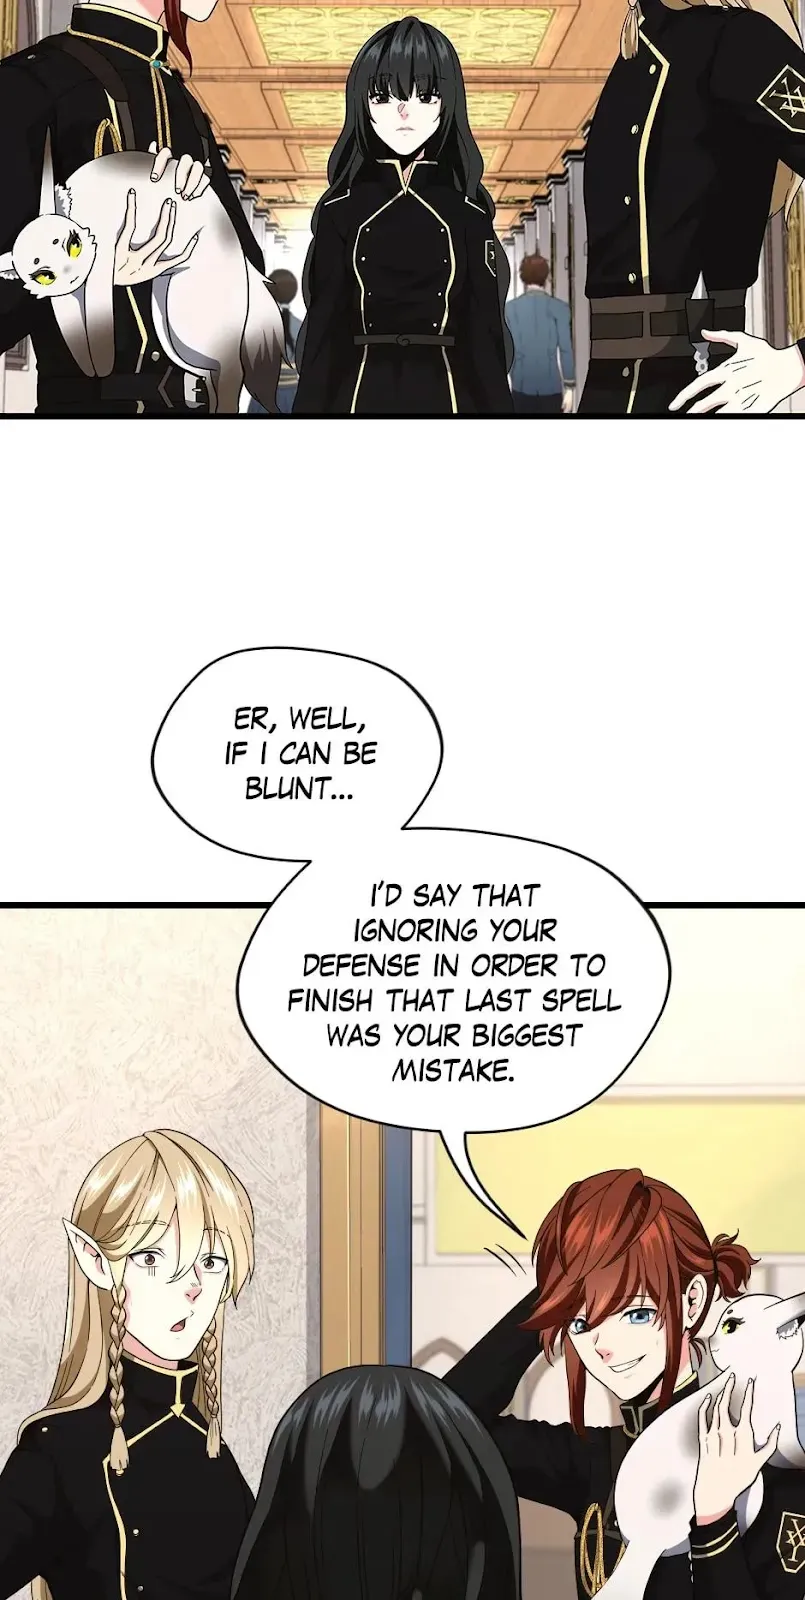 ER, WELL,
IF I CAN BE
BLUNT...
I'D SAY THAT
IGNORING YOUR
DEFENSE IN ORDER TO
FINISH THAT LAST SPELL
WAS YOUR BIGGEST
MISTAKE.